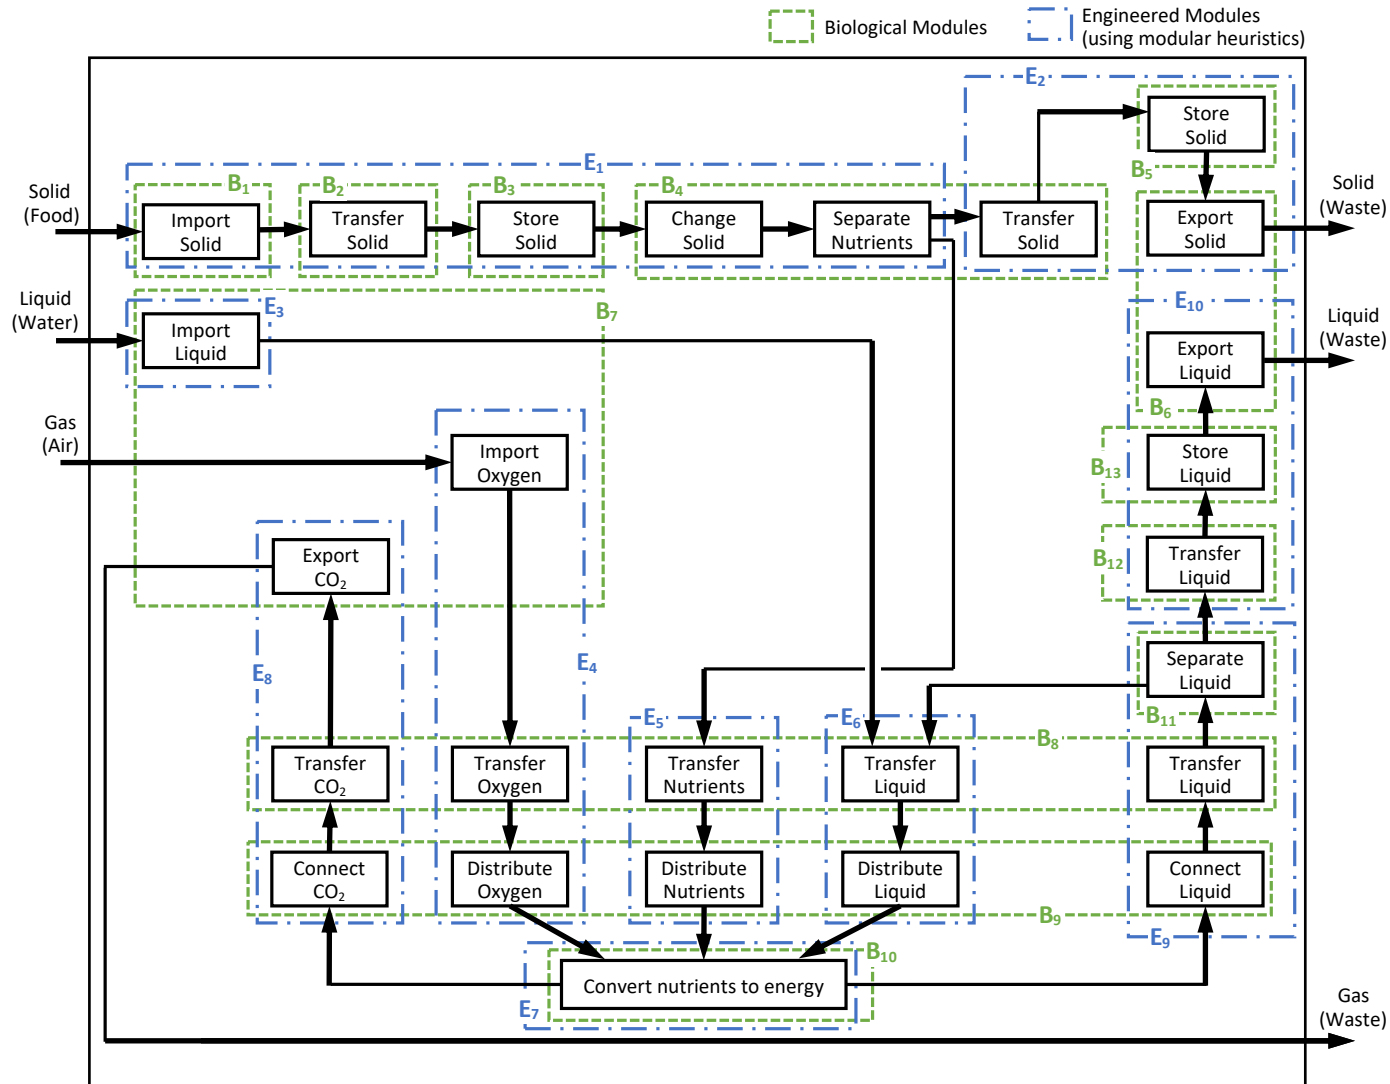 Biological Modules
Engineered Modules
(using modular heuristics)
E2
Store
Solid
B5
E1
Solid
(Food)
B1
B2
B3
B4
Import
Solid
Transfer
Solid
Store
Solid
Change
Solid
Separate
Nutrients
Transfer
Solid
Export
Solid
Solid
(Waste)
Liquid
(Water)
E3
B7
Import
Liquid
E10
Export
Liquid
Liquid
(Waste)
B6
Gas
(Air)
Import
Oxygen
B13
Store
Liquid
Export
CO2
B12
Transfer
Liquid
E8
E4
Separate
Liquid
B11
E5
E6
B8
Transfer
CO2
Transfer
Oxygen
Transfer
Nutrients
Transfer
Liquid
Transfer
Liquid
Connect
CO2
Distribute
Oxygen
Distribute
Nutrients
Distribute
Liquid
Connect
Liquid
B9
E9
B10
Convert nutrients to energy
E7
Gas
(Waste)